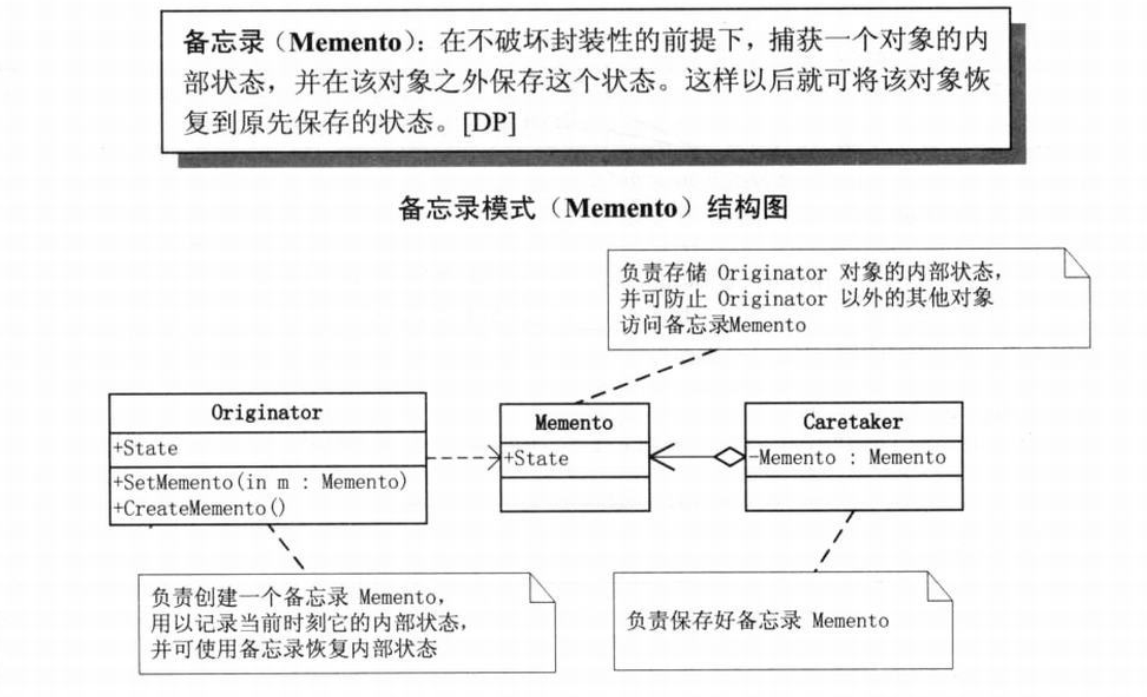 备忘录（Memento）：在不破坏封装性的前提下，捕获一个对象的内
部状态，并在该对象之外保存这个状态。这样以后就可将该对象恢
复到原先保存的状态。[DP]
备忘录模式（Memento）结构图
负责存储 Originator 对象的内部状态，
并可防止 Originator 以外的其他对象
访问备忘录Memento
Originator
+State
+SetMemento(in m : Memento)
+CreateMemento()
Memento
+State
Caretaker
-Memento : Memento
负责创建一个备忘录 Memento，
用以记录当前时刻它的内部状态，
并可使用备忘录恢复内部状态
负责保存好备忘录 Memento